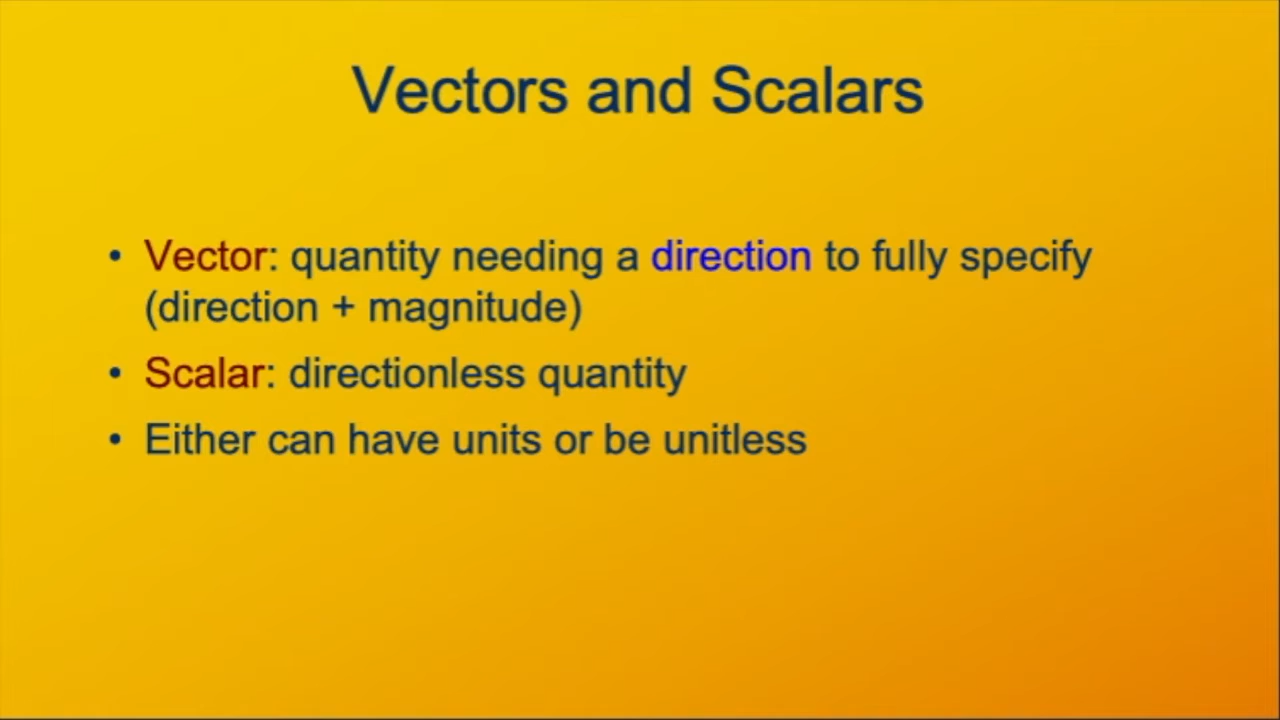 Vectors and Scalars
• Vector: quantity needing a direction to fully specify
(direction + magnitude)
• Scalar: directionless quantity
• Either can have units or be unitless